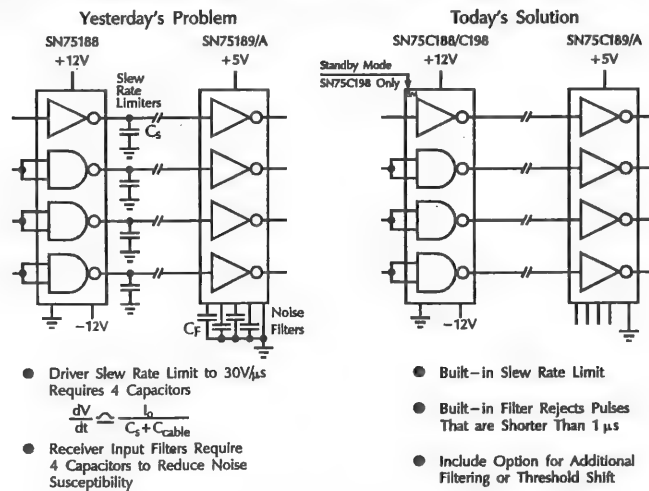 Yesterday's Problem
SN75188
+12V
Slew
Rate
Limiters
SN75189/A
+5V
Cs
−12V
CF
Noise
Filters
● Driver Slew Rate Limit to 30V/μs
Requires 4 Capacitors
dV/dt ≃ Io/(Cs + Ccable)
● Receiver Input Filters Require
4 Capacitors to Reduce Noise
Susceptibility
Today's Solution
SN75C188/C198
+12V
SN75C189/A
+5V
Standby Mode
SN75C198 Only
−12V
● Built−in Slew Rate Limit
● Built−in Filter Rejects Pulses
That are Shorter Than 1 μs
● Include Option for Additional
Filtering or Threshold Shift